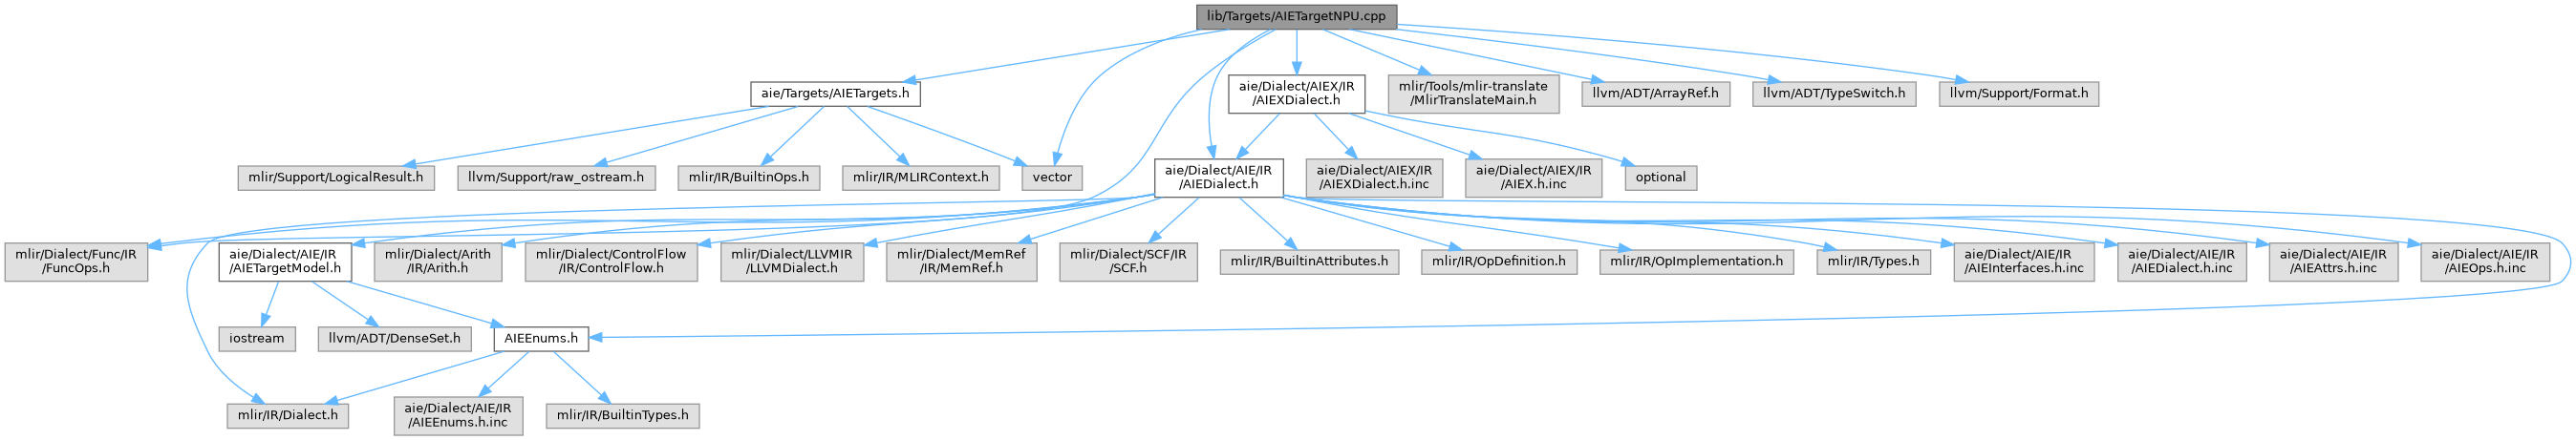 lib/Targets/AIETargetNPU.cpp
aie/Targets/AIETargets.h
aie/Dialect/AIEX/IR
/AIEXDialect.h
mlir/Tools/mlir-translate
/MlirTranslateMain.h
llvm/ADT/ArrayRef.h
llvm/ADT/TypeSwitch.h
llvm/Support/Format.h
mlir/Support/LogicalResult.h
llvm/Support/raw_ostream.h
mlir/IR/BuiltinOps.h
mlir/IR/MLIRContext.h
vector
aie/Dialect/AIE/IR
/AIEDialect.h
aie/Dialect/AIEX/IR
/AIEXDialect.h.inc
aie/Dialect/AIEX/IR
/AIEX.h.inc
optional
mlir/Dialect/Func/IR
/FuncOps.h
aie/Dialect/AIE/IR
/AIETargetModel.h
mlir/Dialect/Arith
/IR/Arith.h
mlir/Dialect/ControlFlow
/IR/ControlFlow.h
mlir/Dialect/LLVMIR
/LLVMDialect.h
mlir/Dialect/MemRef
/IR/MemRef.h
mlir/Dialect/SCF/IR
/SCF.h
mlir/IR/BuiltinAttributes.h
mlir/IR/OpDefinition.h
mlir/IR/OpImplementation.h
mlir/IR/Types.h
aie/Dialect/AIE/IR
/AIEInterfaces.h.inc
aie/Dialect/AIE/IR
/AIEDialect.h.inc
aie/Dialect/AIE/IR
/AIEAttrs.h.inc
aie/Dialect/AIE/IR
/AIEOps.h.inc
iostream
llvm/ADT/DenseSet.h
AIEEnums.h
mlir/IR/Dialect.h
aie/Dialect/AIE/IR
/AIEEnums.h.inc
mlir/IR/BuiltinTypes.h